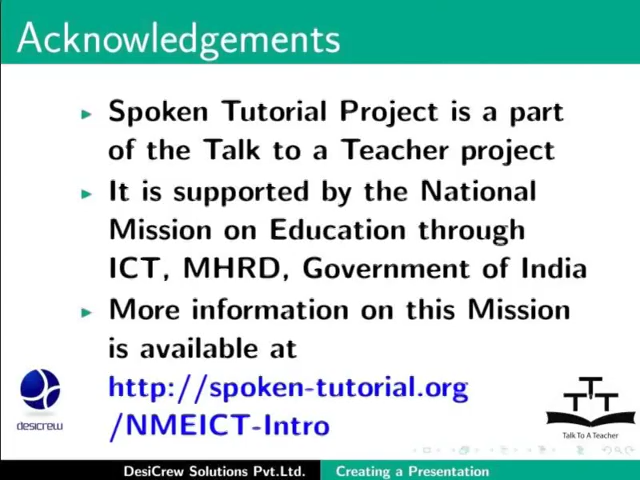 Acknowledgements
Spoken Tutorial Project is a part
of the Talk to a Teacher project
It is supported by the National
Mission on Education through
ICT, MHRD, Government of India
More information on this Mission
is available at
http://spoken-tutorial.org
/NMEICT-Intro
desicrew
TTT
Talk To A Teacher
DesiCrew Solutions Pvt.Ltd.
Creating a Presentation